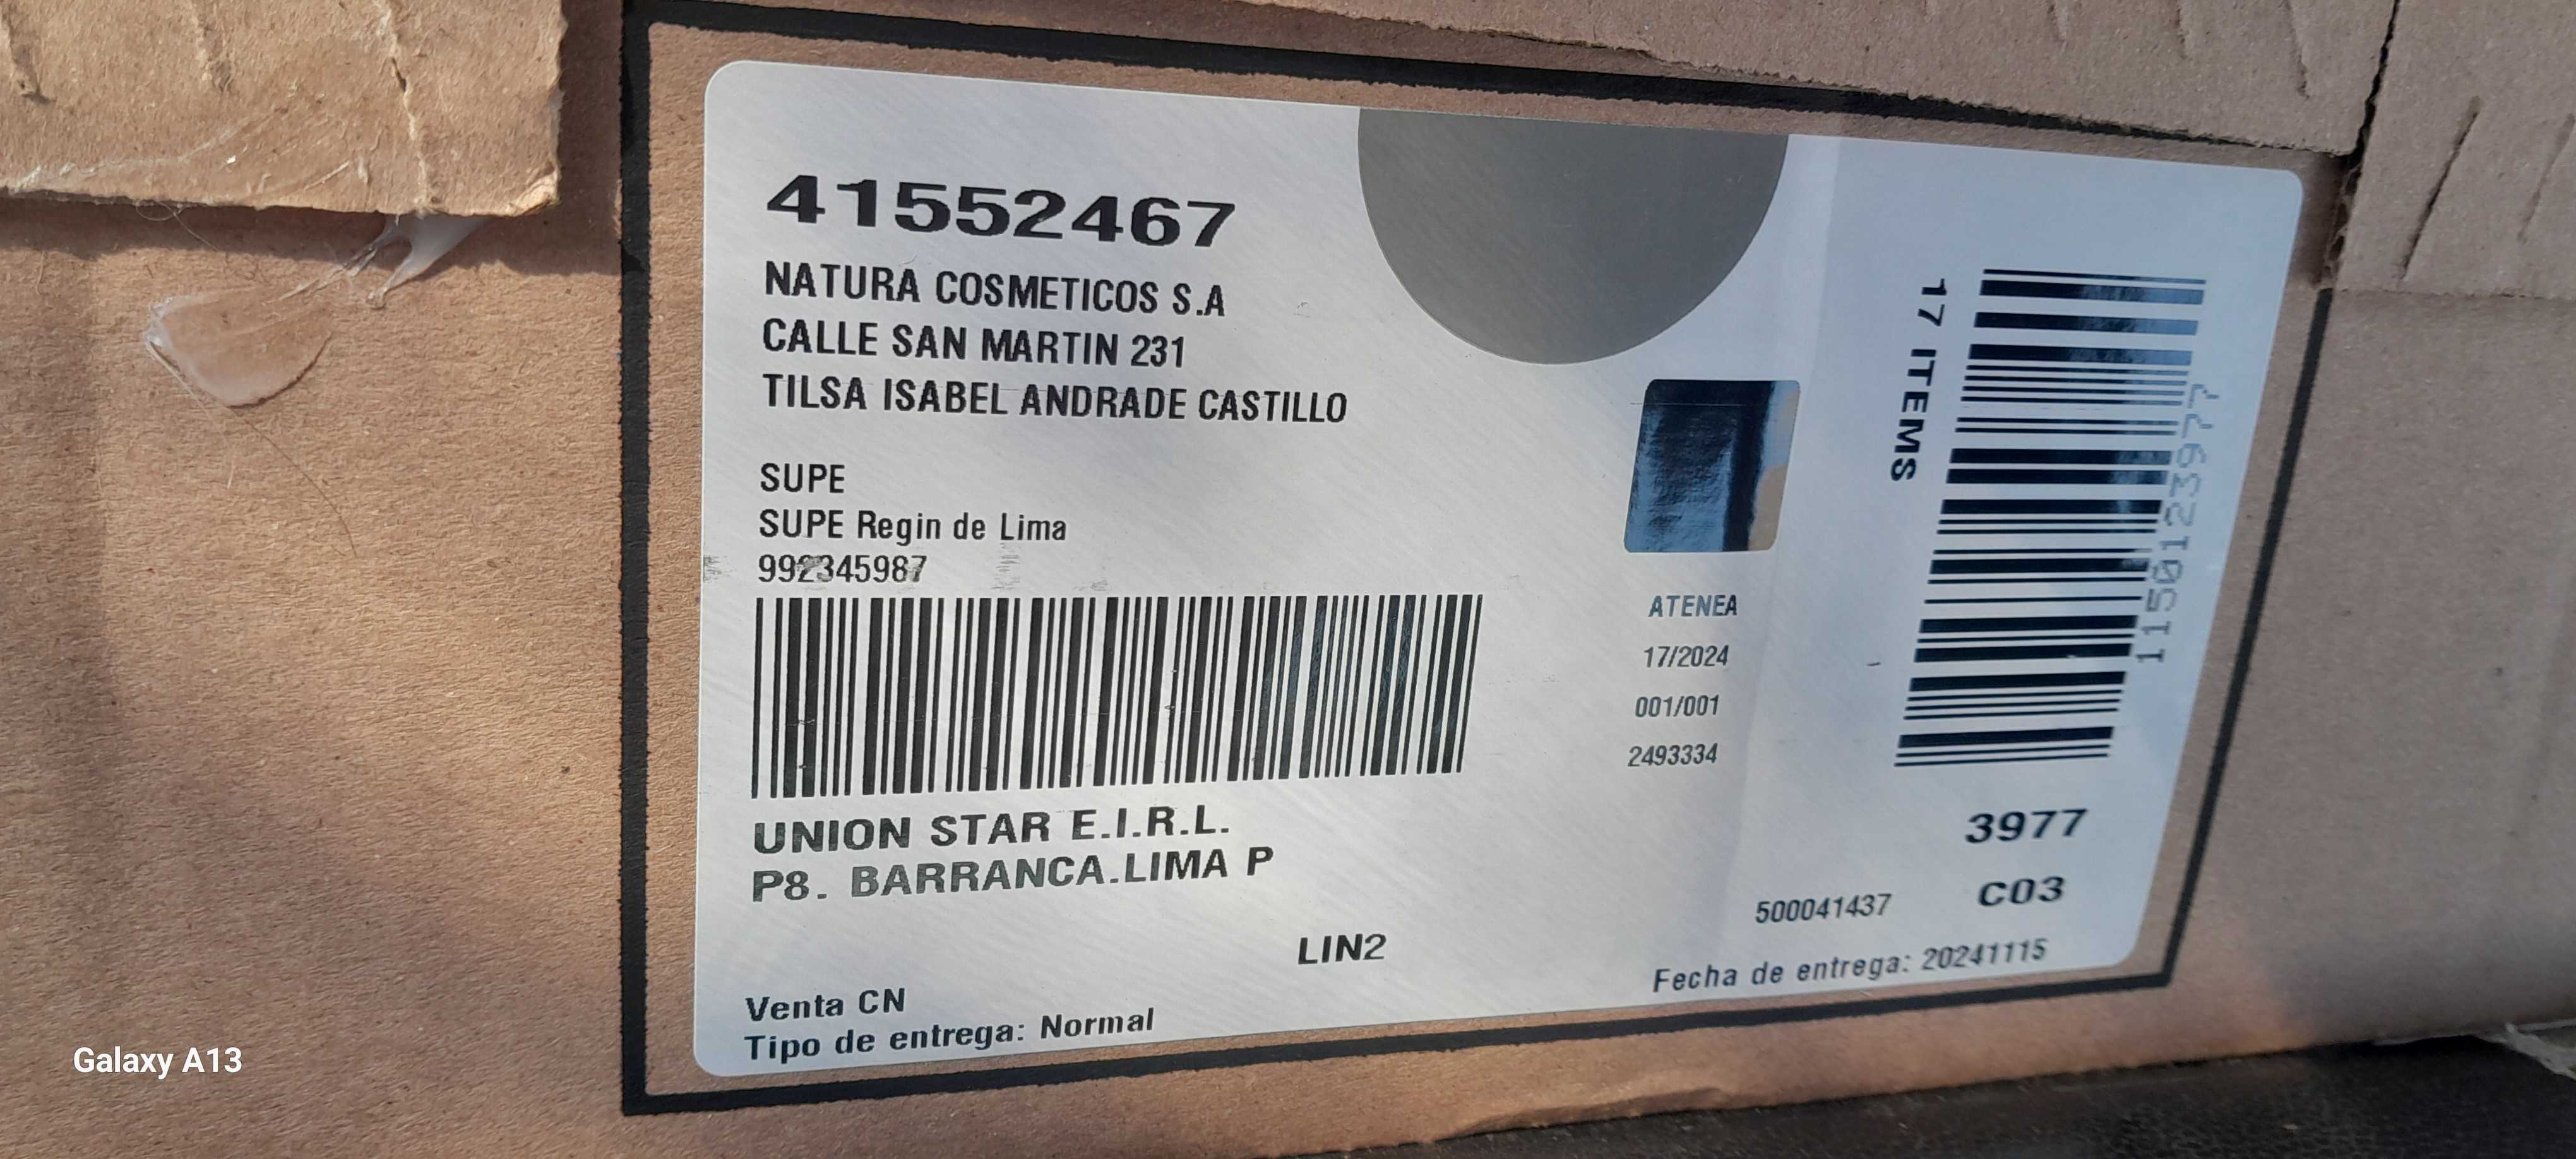 41552467
NATURA COSMETICOS S.A
CALLE SAN MARTIN 231
TILSA ISABEL ANDRADE CASTILLO
SUPE
SUPE Regin de Lima
992345987
UNION STAR E.I.R.L.
P8. BARRANCA.LIMA P
LIN2
Venta CN
Tipo de entrega: Normal
ATENEA
17/2024
001/001
2493334
17 ITEMS
1150123977
3977
C03
500041437
Fecha de entrega: 20241115
Galaxy A13